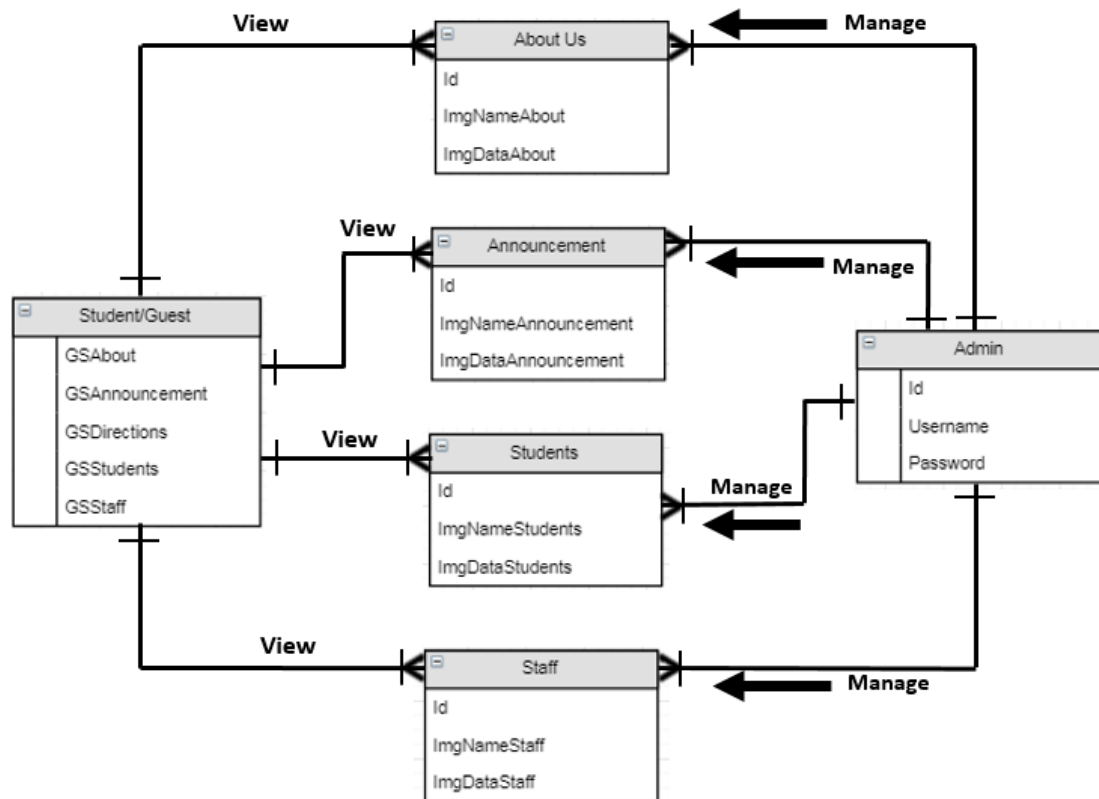 View
Manage
About Us
Id
ImgNameAbout
ImgDataAbout
View
Manage
Announcement
Id
ImgNameAnnouncement
ImgDataAnnouncement
Student/Guest
GSAbout
GSAnnouncement
GSDirections
GSStudents
GSStaff
Admin
Id
Username
Password
View
Manage
Students
Id
ImgNameStudents
ImgDataStudents
View
Manage
Staff
Id
ImgNameStaff
ImgDataStaff